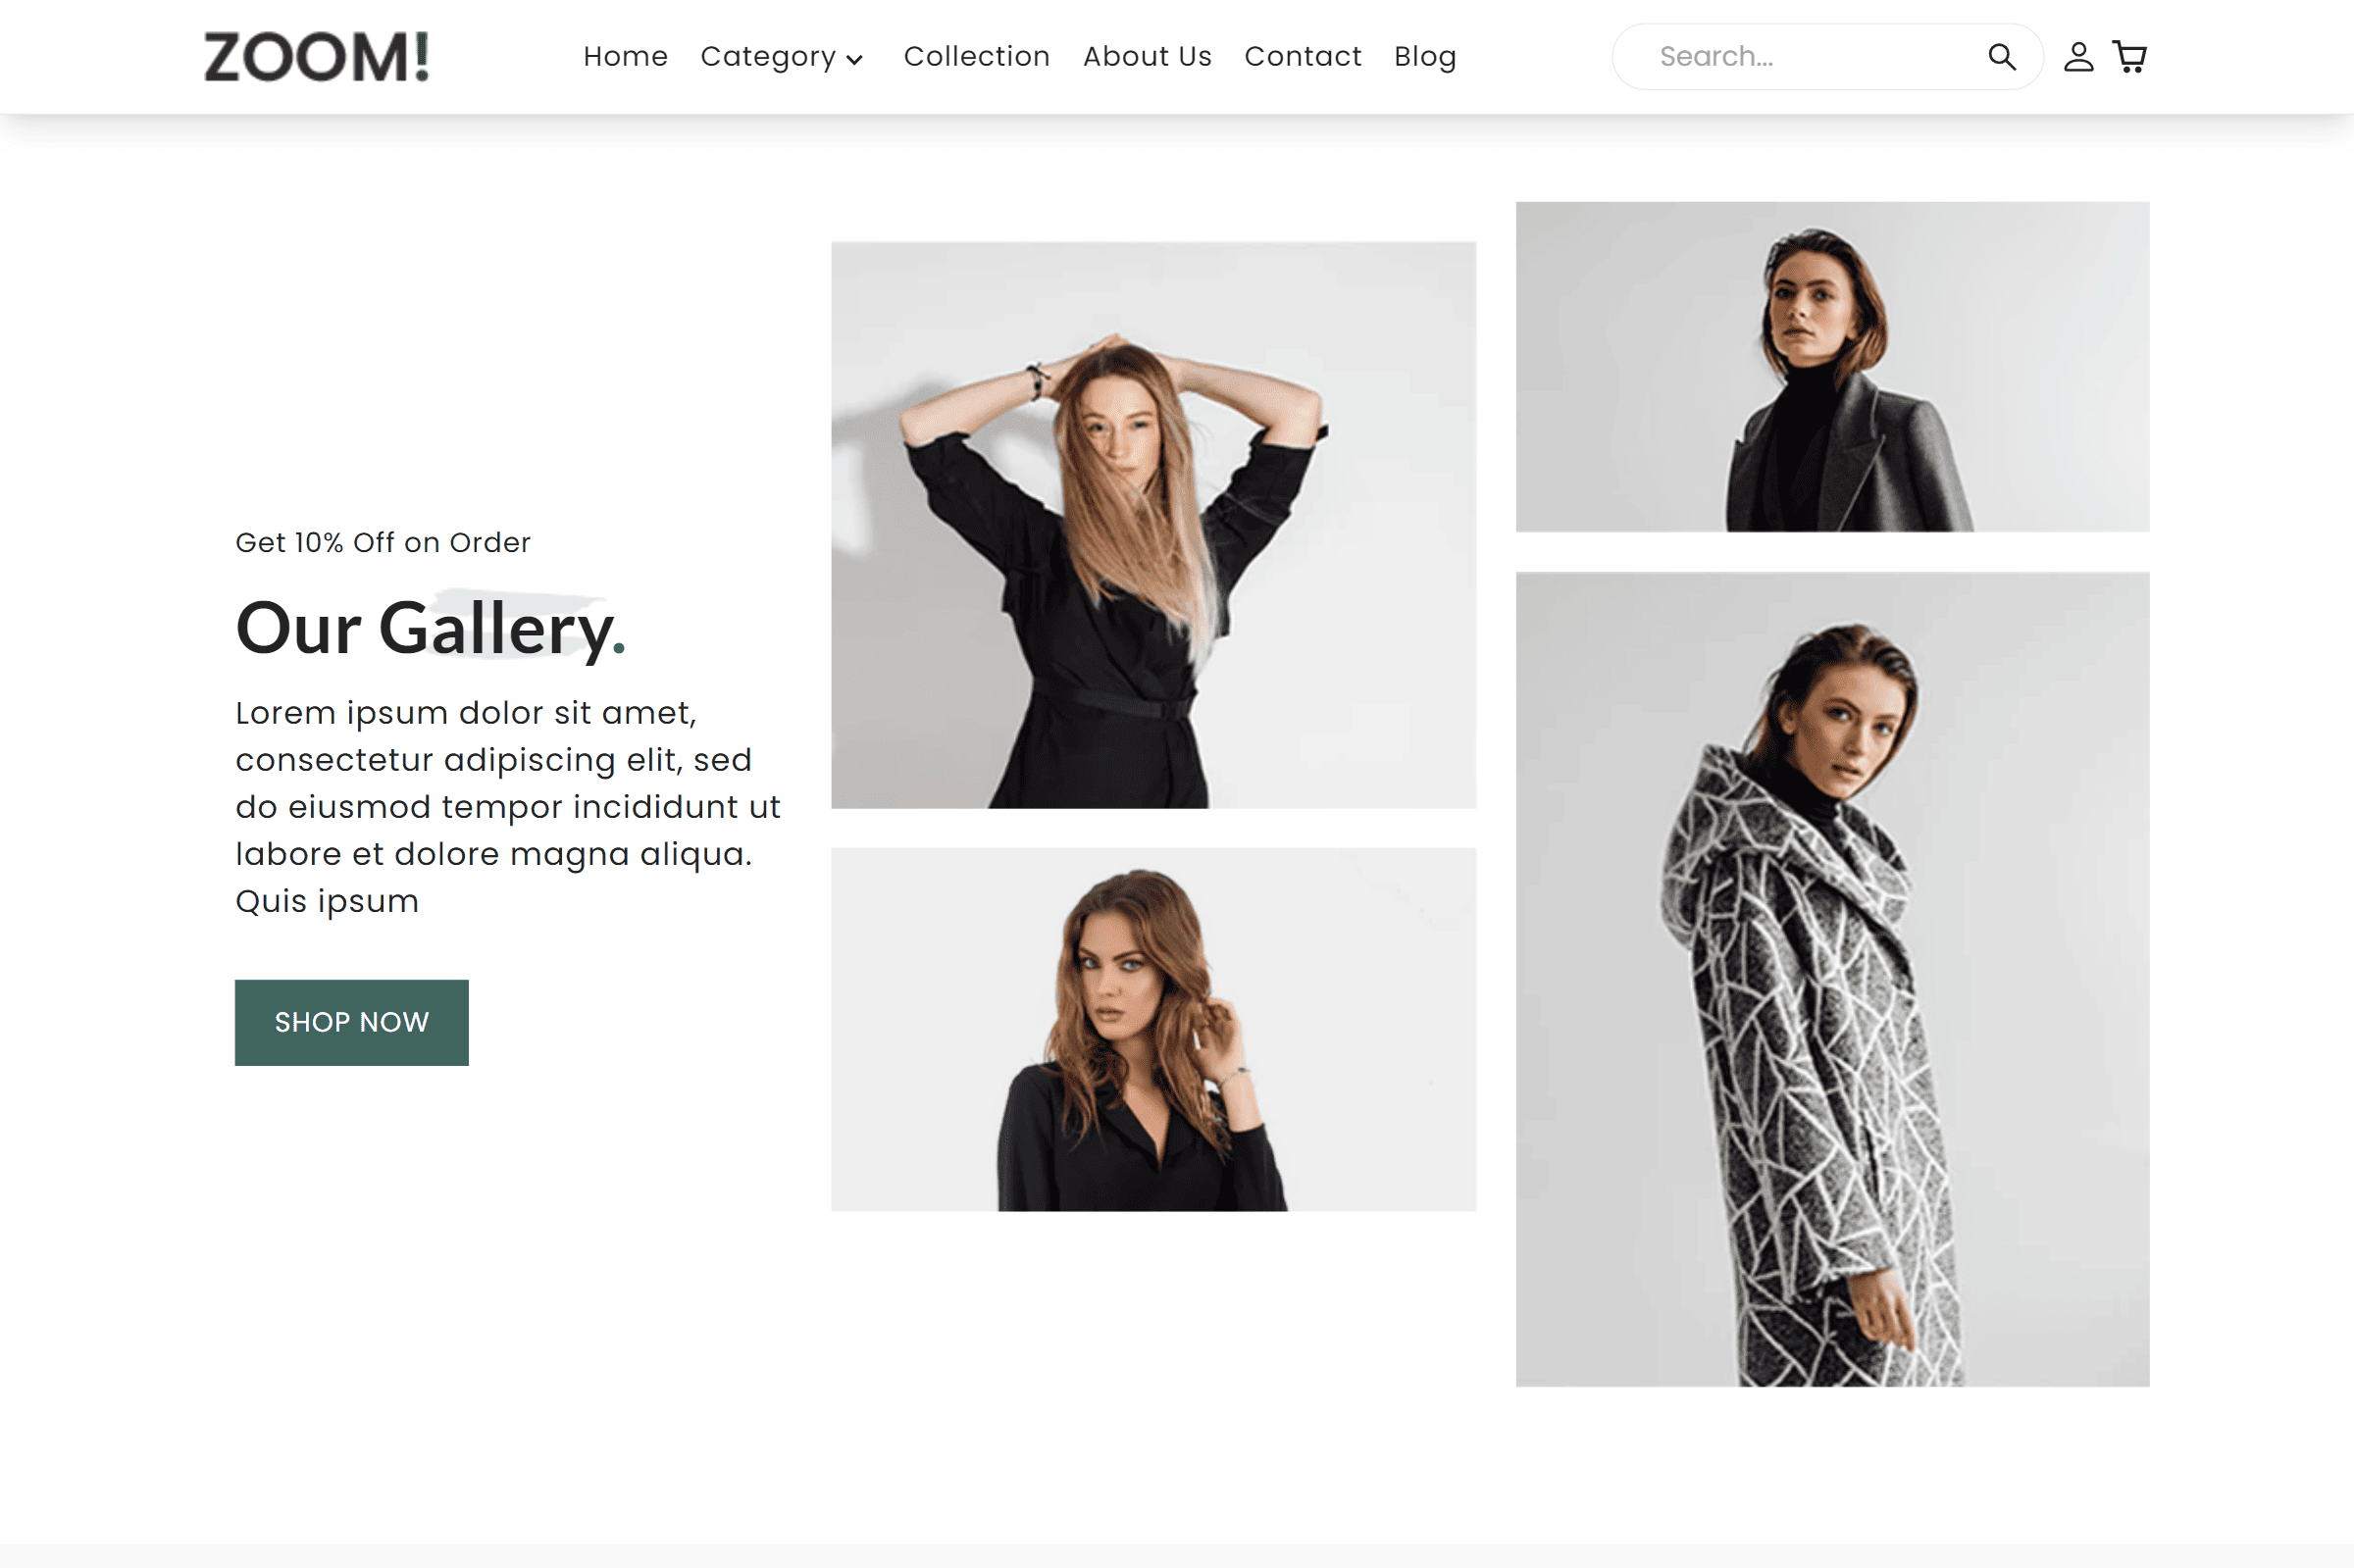 ZOOM!
Home
Category
Collection
About Us
Contact
Blog
Search...
Get 10% Off on Order
Our Gallery.
Lorem ipsum dolor sit amet,
consectetur adipiscing elit, sed
do eiusmod tempor incididunt ut
labore et dolore magna aliqua.
Quis ipsum
SHOP NOW